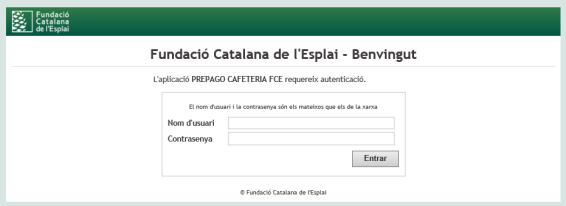 Fundació
Catalana
de l'Esplai
Fundació Catalana de l'Esplai - Benvingut
L'aplicació PREPAGO CAFETERIA FCE requereix autenticació.
El nom d'usuari i la contrasenya són els mateixos que els de la xarxa
Nom d'usuari
Contrasenya
Entrar
© Fundació Catalana de l'Esplai